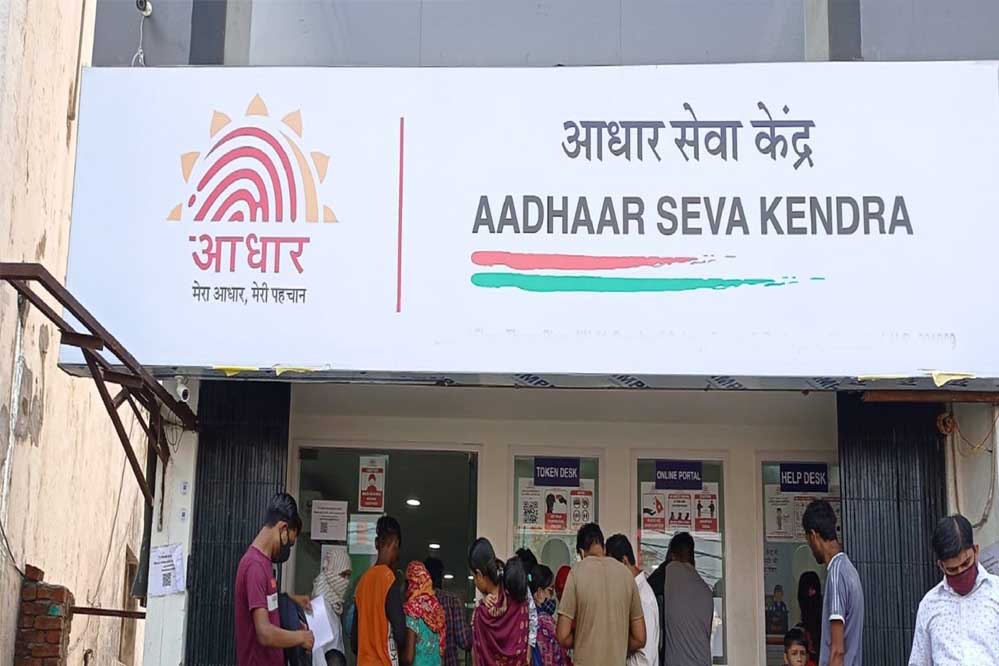 आधार
मेरा आधार, मेरी पहचान
आधार सेवा केंद्र
AADHAAR SEVA KENDRA
TOKEN DESK
ONLINE PORTAL
HELP DESK